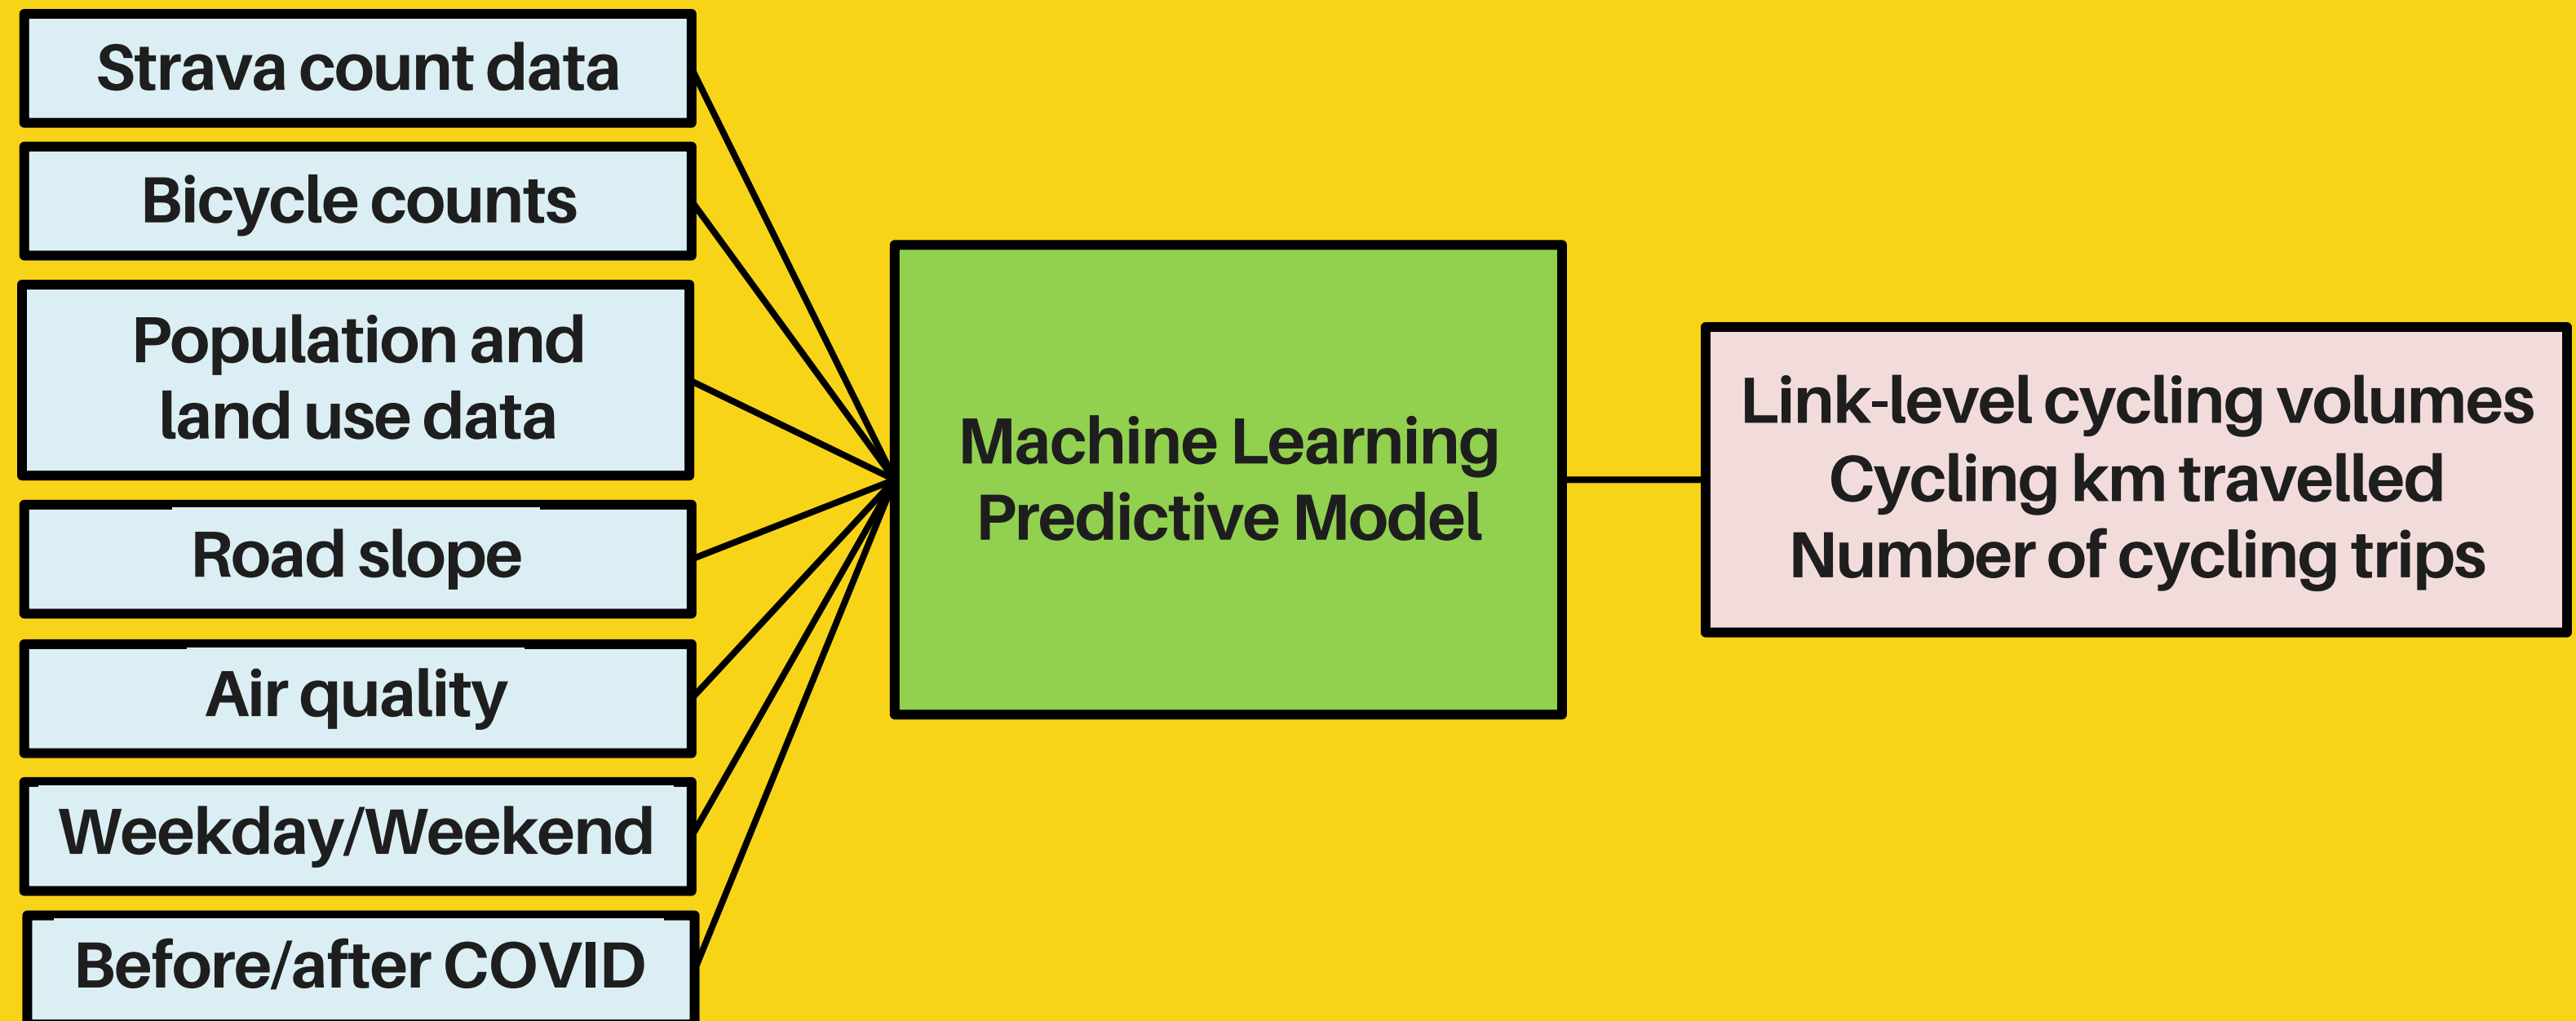 Strava count data
Bicycle counts
Population and
land use data
Road slope
Air quality
Weekday/Weekend
Before/after COVID
Machine Learning
Predictive Model
Link-level cycling volumes
Cycling km travelled
Number of cycling trips